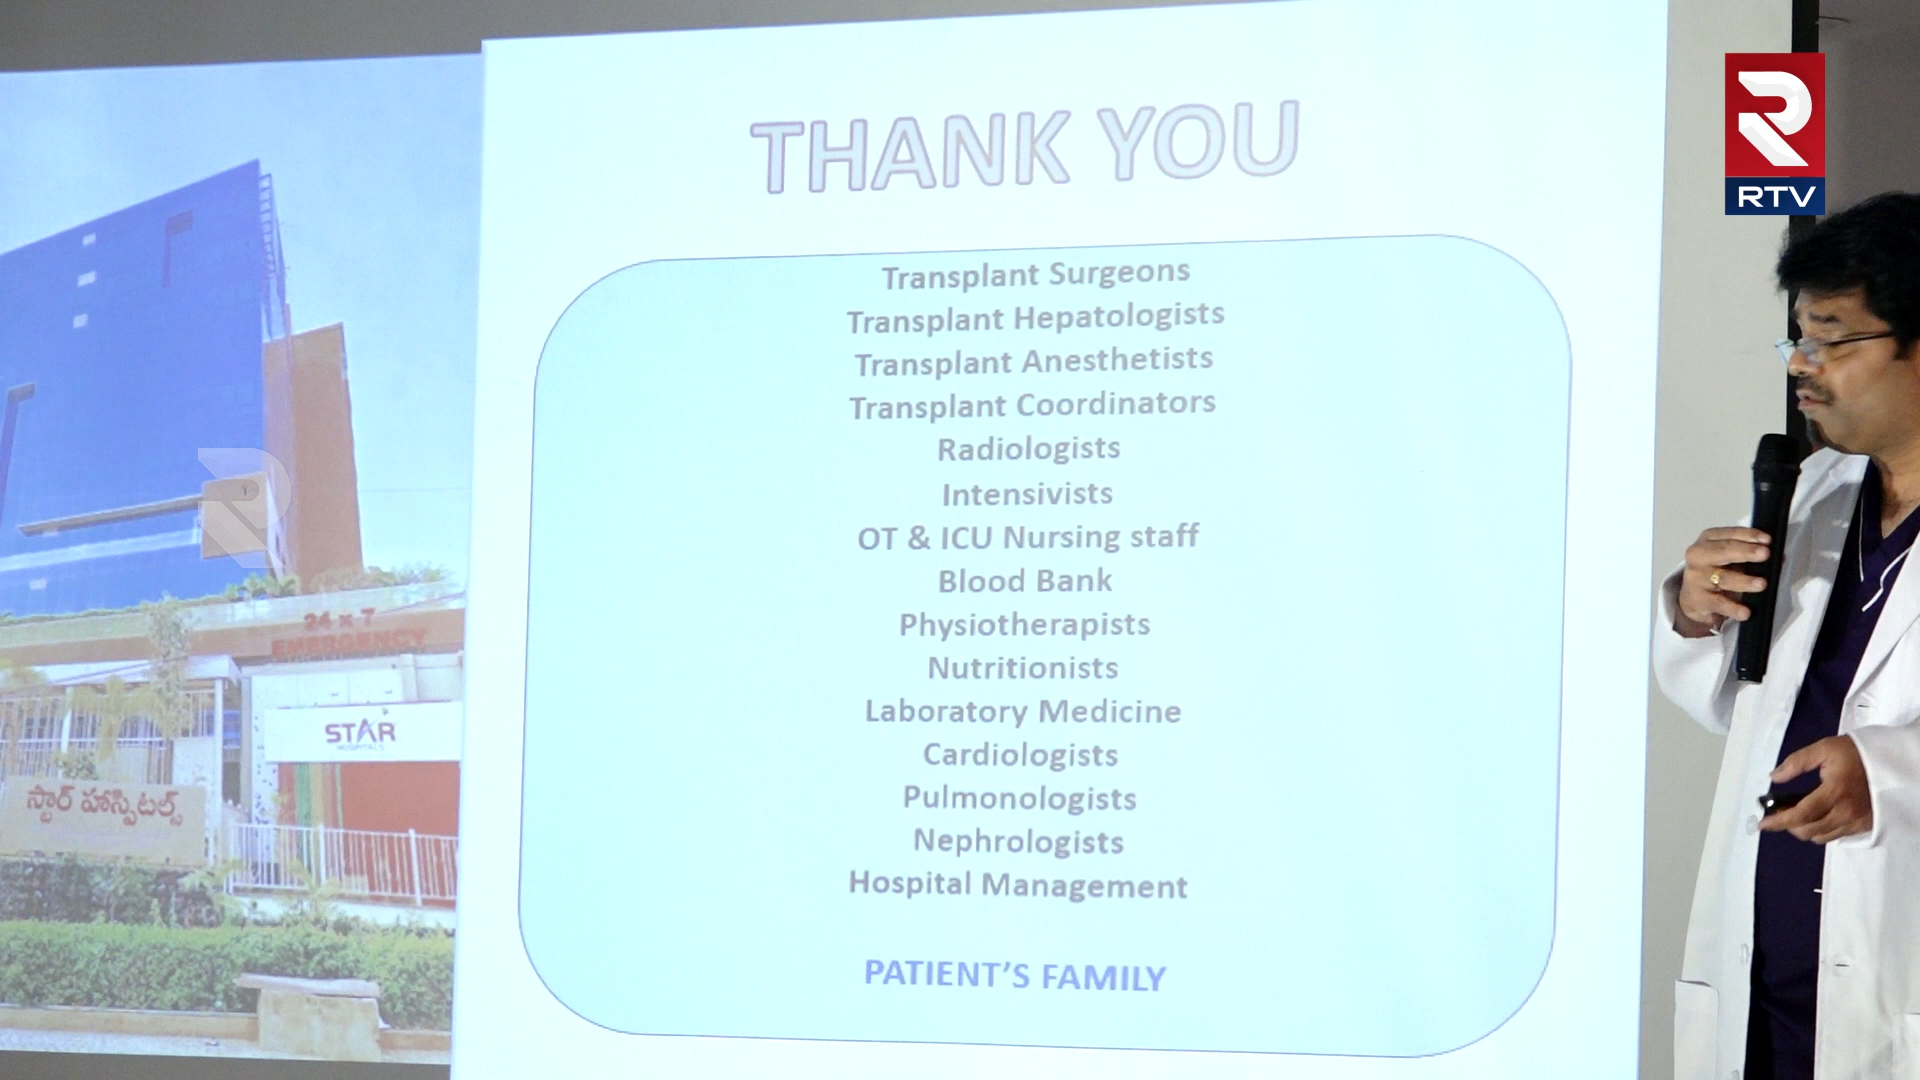 THANK YOU
Transplant Surgeons
Transplant Hepatologists
Transplant Anesthetists
Transplant Coordinators
Radiologists
Intensivists
OT & ICU Nursing staff
Blood Bank
Physiotherapists
Nutritionists
Laboratory Medicine
Cardiologists
Pulmonologists
Nephrologists
Hospital Management
PATIENT'S FAMILY
24 x 7
EMERGENCY
STAR
HOSPITALS
స్టార్ హాస్పిటల్స్
RTV